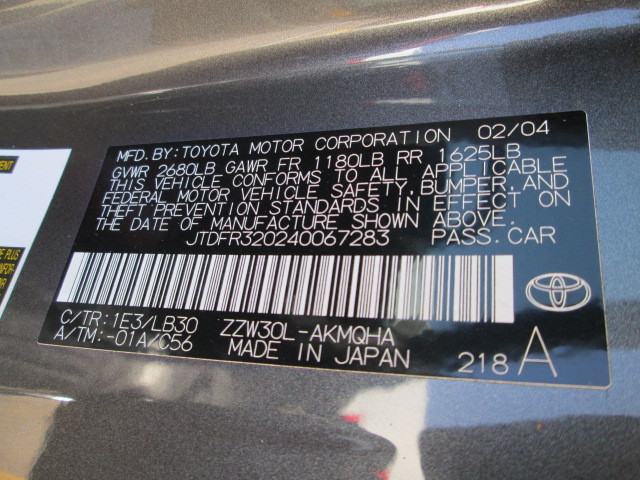 MFD. BY: TOYOTA MOTOR CORPORATION 02/04
GVWR 2680LB GAWR FR 1180LB RR 1625LB
THIS VEHICLE CONFORMS TO ALL APPLICABLE
FEDERAL MOTOR VEHICLE SAFETY, BUMPER, AND
THEFT PREVENTION STANDARDS IN EFFECT ON
THE DATE OF MANUFACTURE SHOWN ABOVE.
JTDFR320240067283 PASS. CAR
C/TR: 1E3/LB30 ZZW30L-AKMQHA
A/TM: -01A/C56 MADE IN JAPAN 218 A